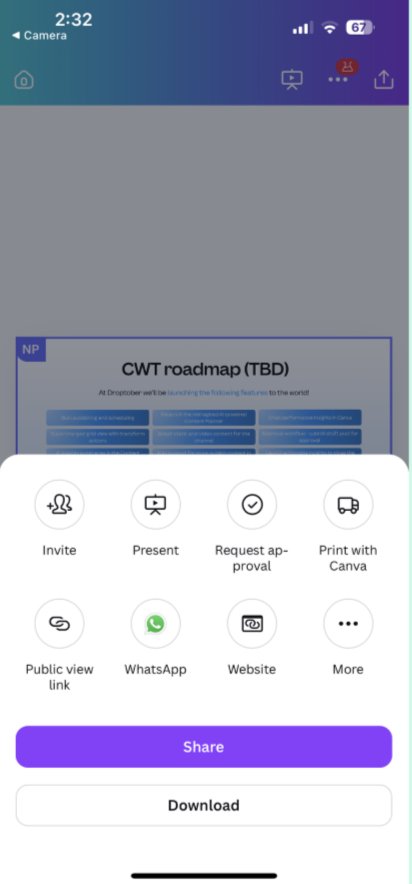 2:32
67
◀ Camera
NP
CWT roadmap (TBD)
At Droptober we'll be launching the following features to the world!
Invite
Present
Request ap-
proval
Print with
Canva
Public view
link
WhatsApp
Website
More
Share
Download